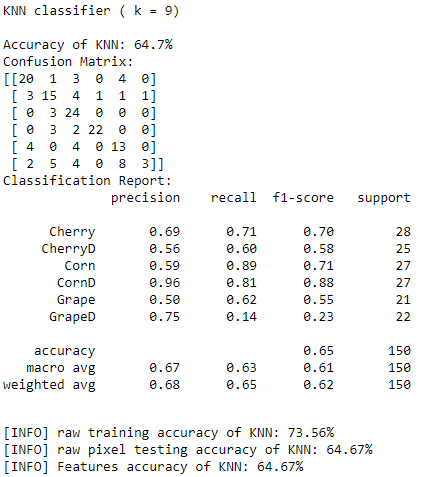 KNN classifier ( k = 9)
Accuracy of KNN: 64.7%
Confusion Matrix:
[[20 1 3 0 4 0]
[ 3 15 4 1 1 1]
[ 0 3 24 0 0 0]
[ 0 3 2 22 0 0]
[ 4 0 4 0 13 0]
[ 2 5 4 0 8 3]]
Classification Report:
precision recall f1-score support
Cherry 0.69 0.71 0.70 28
CherryD 0.56 0.60 0.58 25
Corn 0.59 0.89 0.71 27
CornD 0.96 0.81 0.88 27
Grape 0.50 0.62 0.55 21
GrapeD 0.75 0.14 0.23 22
accuracy 0.65 150
macro avg 0.67 0.63 0.61 150
weighted avg 0.68 0.65 0.62 150
[INFO] raw training accuracy of KNN: 73.56%
[INFO] raw pixel testing accuracy of KNN: 64.67%
[INFO] Features accuracy of KNN: 64.67%